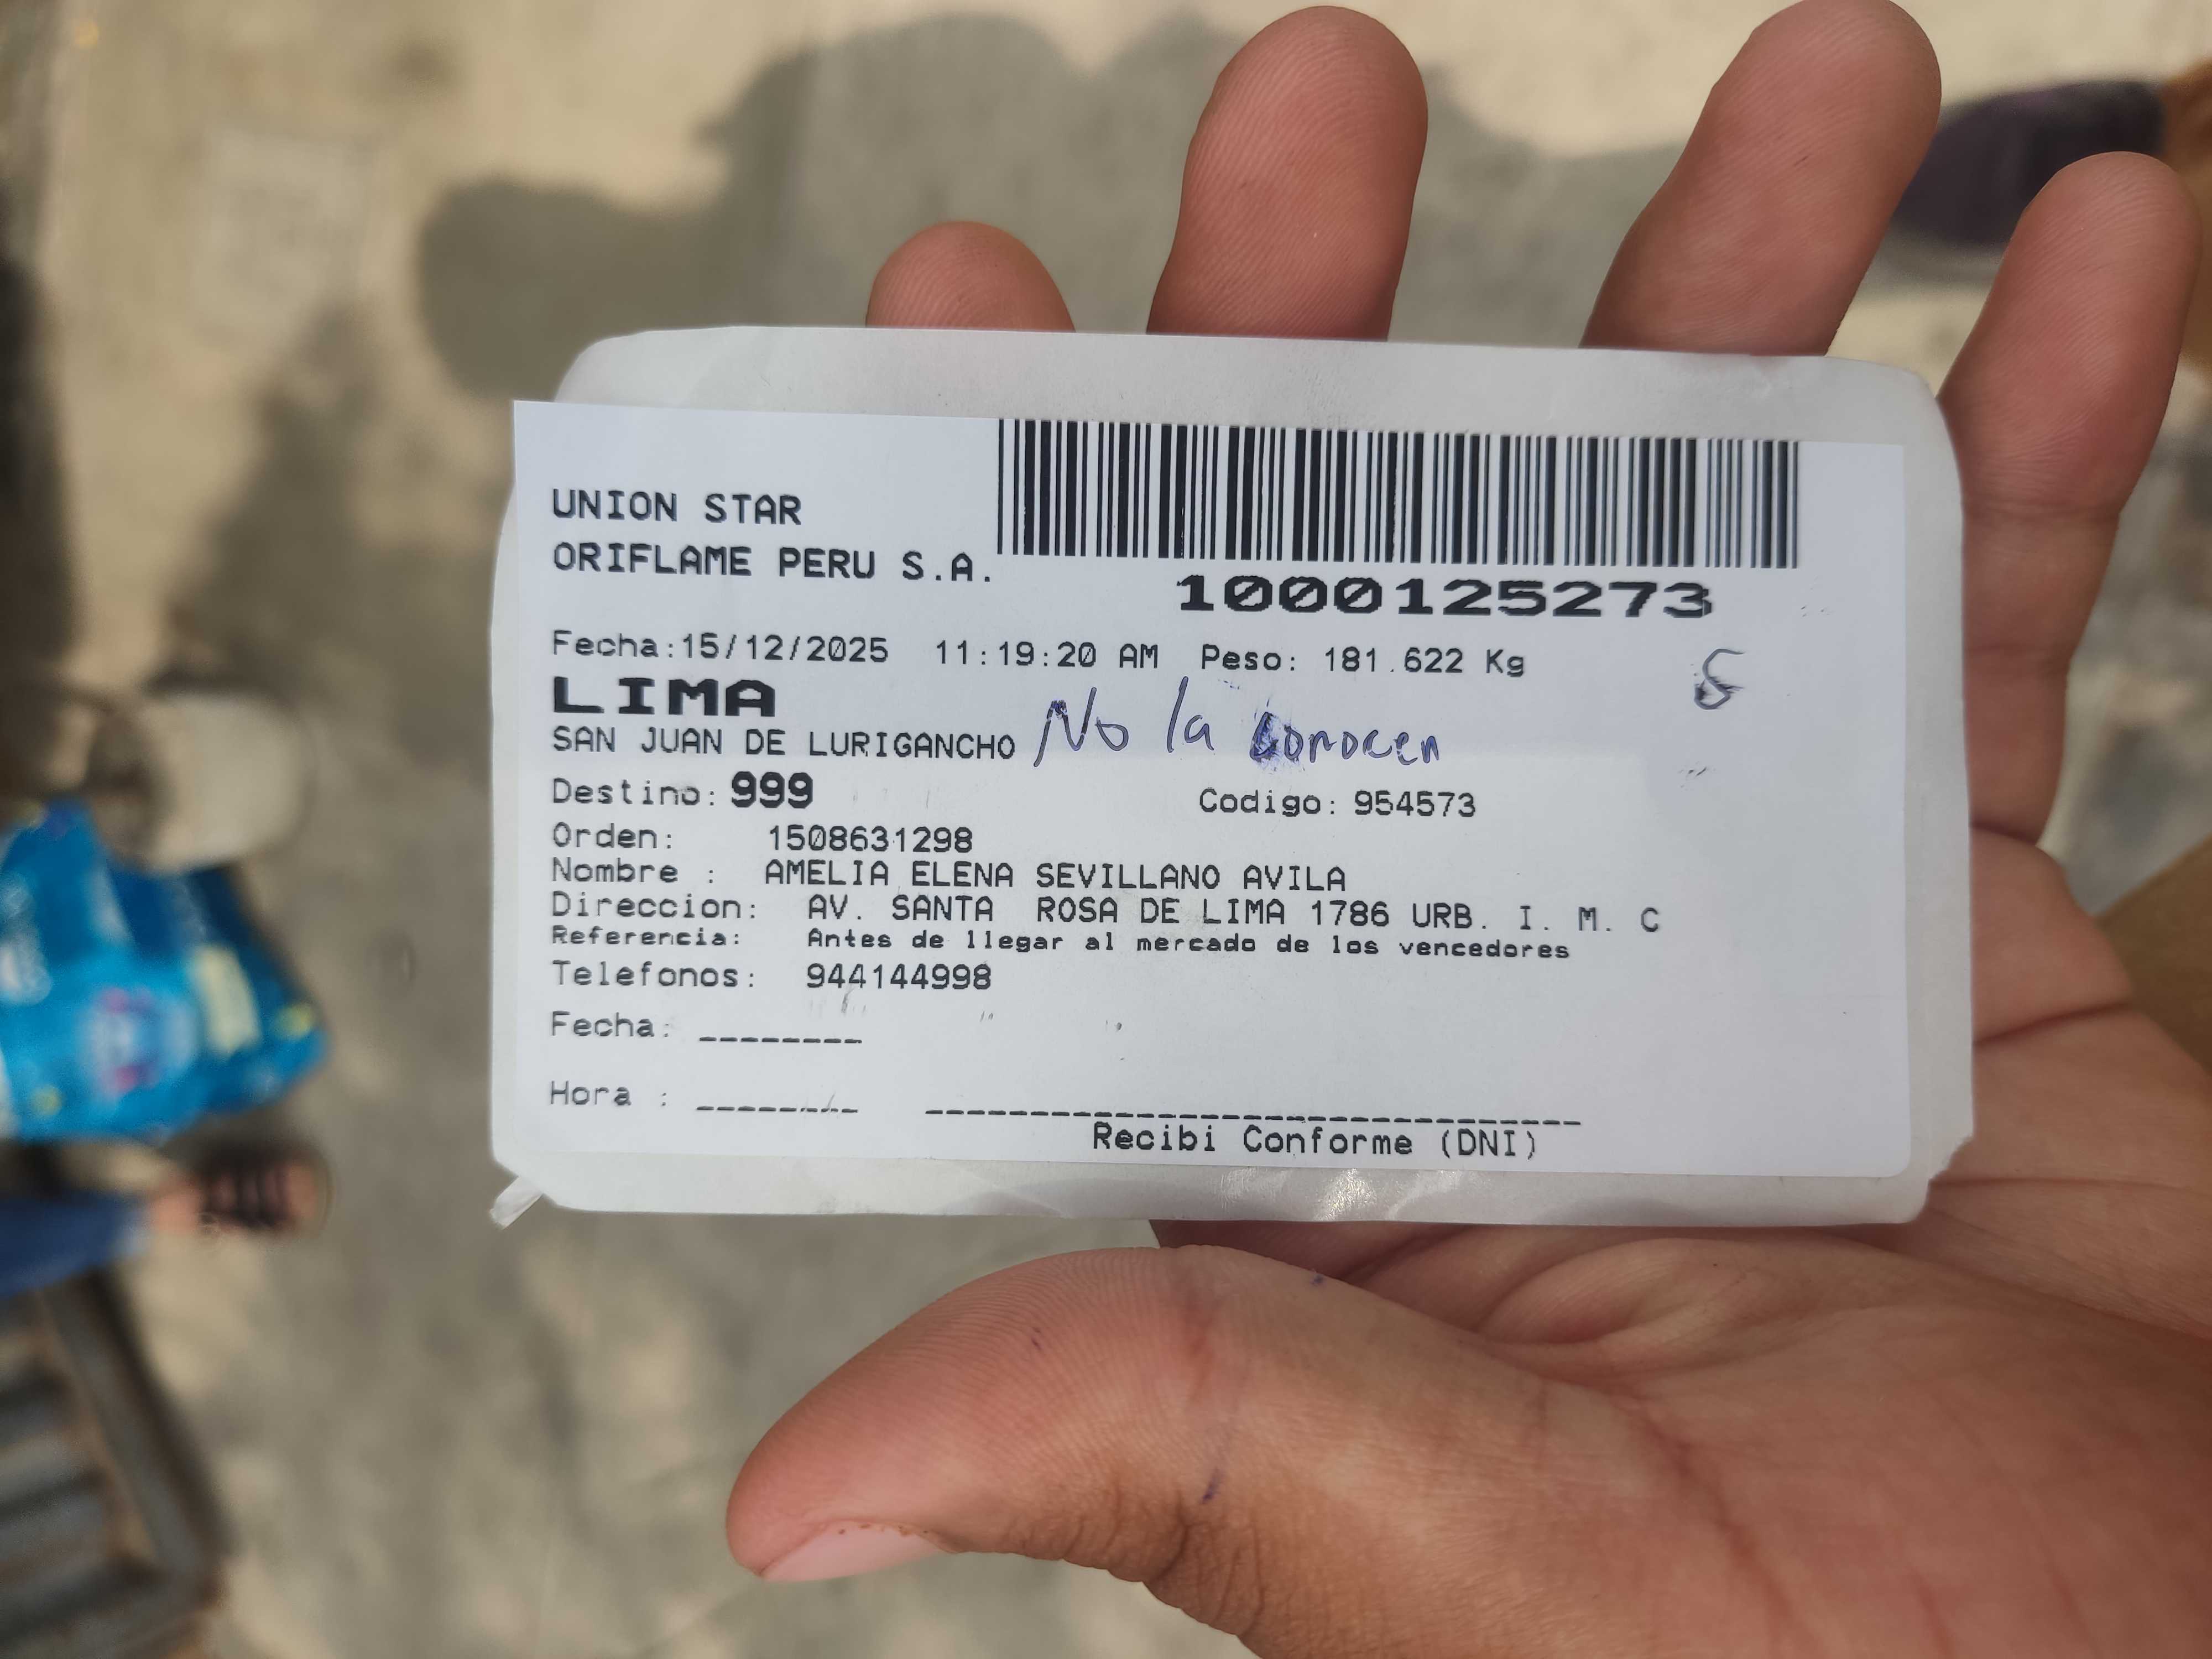 UNION STAR
ORIFLAME PERU S.A.
1000125273
Fecha:15/12/2025 11:19:20 AM Peso: 181.622 Kg
LIMA
SAN JUAN DE LURIGANCHO No la conocen
Destino: 999 Codigo: 954573
Orden: 1508631298
Nombre : AMELIA ELENA SEVILLANO AVILA
Direccion: AV. SANTA ROSA DE LIMA 1786 URB. I. M. C
Referencia: Antes de llegar al mercado de los vencedores
Telefonos: 944144998
Fecha: ________
Hora : ________
Recibi Conforme (DNI)